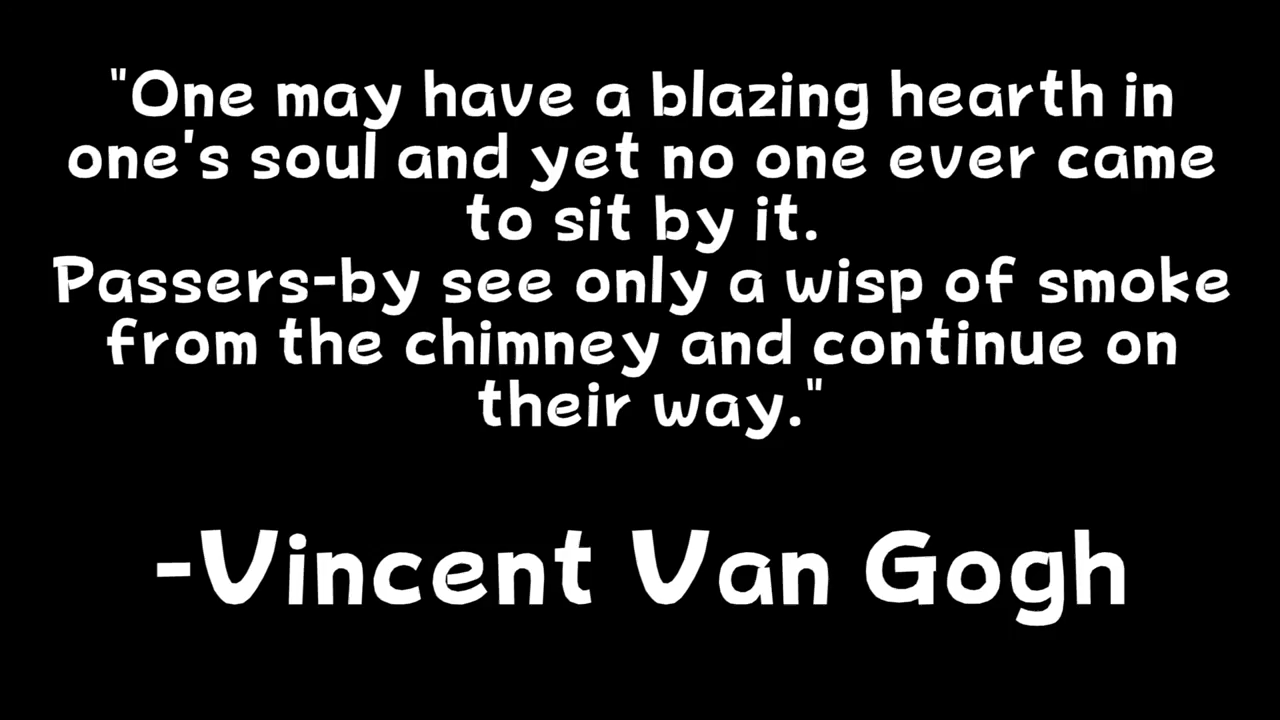 "One may have a blazing hearth in
one's soul and yet no one ever came
to sit by it.
Passers-by see only a wisp of smoke
from the chimney and continue on
their way."
-Vincent Van Gogh